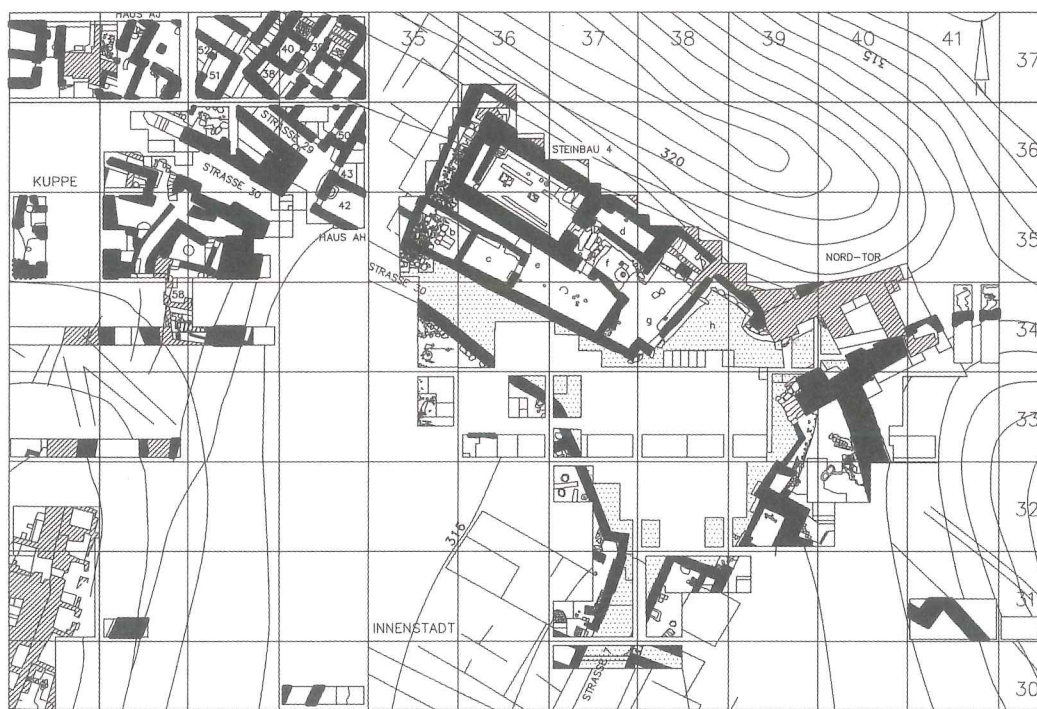 HAUS AJ
52
51
40
39
38
35
36
37
38
39
40
41
37
315
N
STRASSE 29
50
STEINBAU 4
320
36
KUPPE
STRASSE 30
43
42
d
HAUS AH
b
c
e
f
35
NORD-TOR
STRASSE 30
58
g
h
34
33
32
316
31
INNENSTADT
STRASSE 7
30